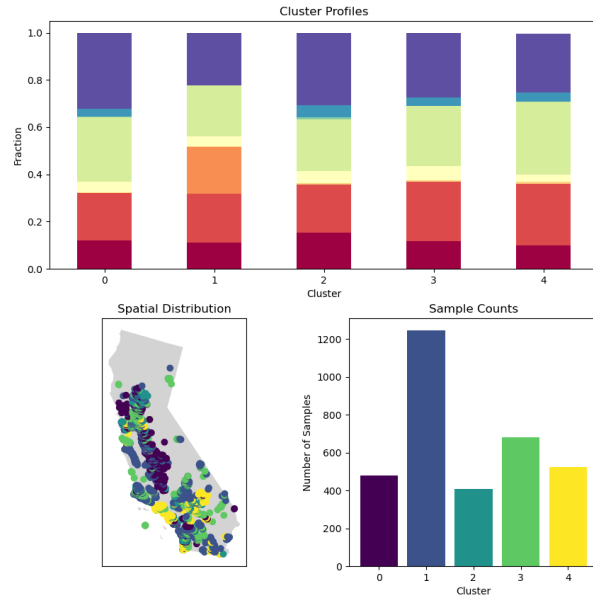 Cluster Profiles
1.0
0.8
0.6
0.4
0.2
0.0
Fraction
0 1 2 3 4
Cluster
Spatial Distribution
Sample Counts
1200
1000
800
600
400
200
0
Number of Samples
0 1 2 3 4
Cluster